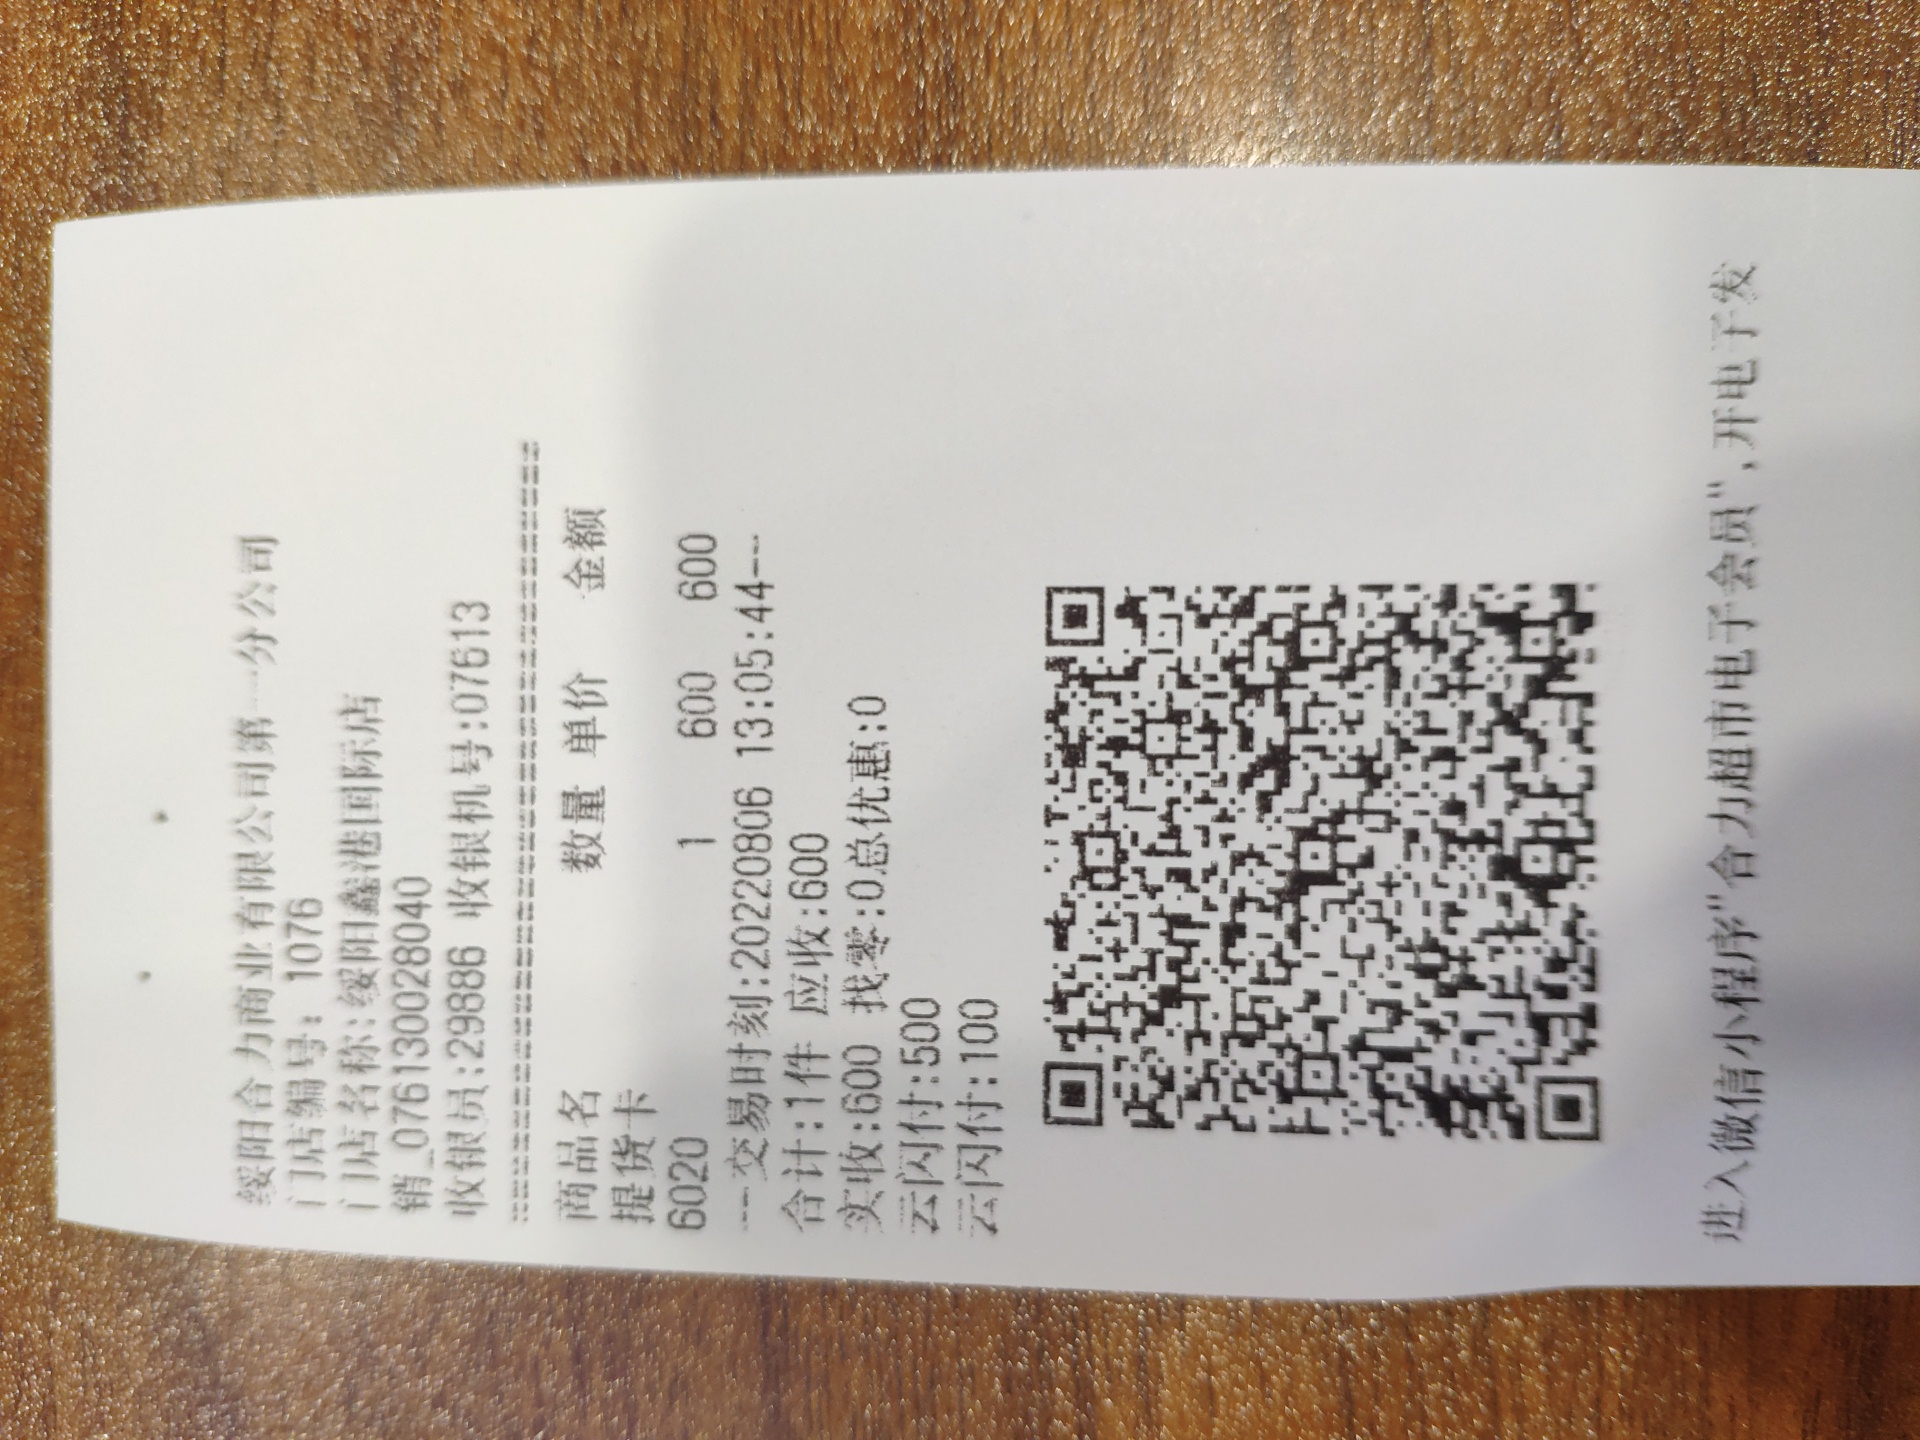 绥阳合力商业有限公司第一分公司
门店编号: 1076
门店名称:绥阳鑫港国际店
销_0761300028040
收银员:29886 收银机号:07613
商品名 数量 单价 金额
提货卡
6020 1 600 600
--交易时刻:20220806 13:05:44---
合计:1件 应收:600
实收:600 找零:0总优惠:0
云闪付:500
云闪付:100
进入微信小程序"合力超市电子会员",开电子发